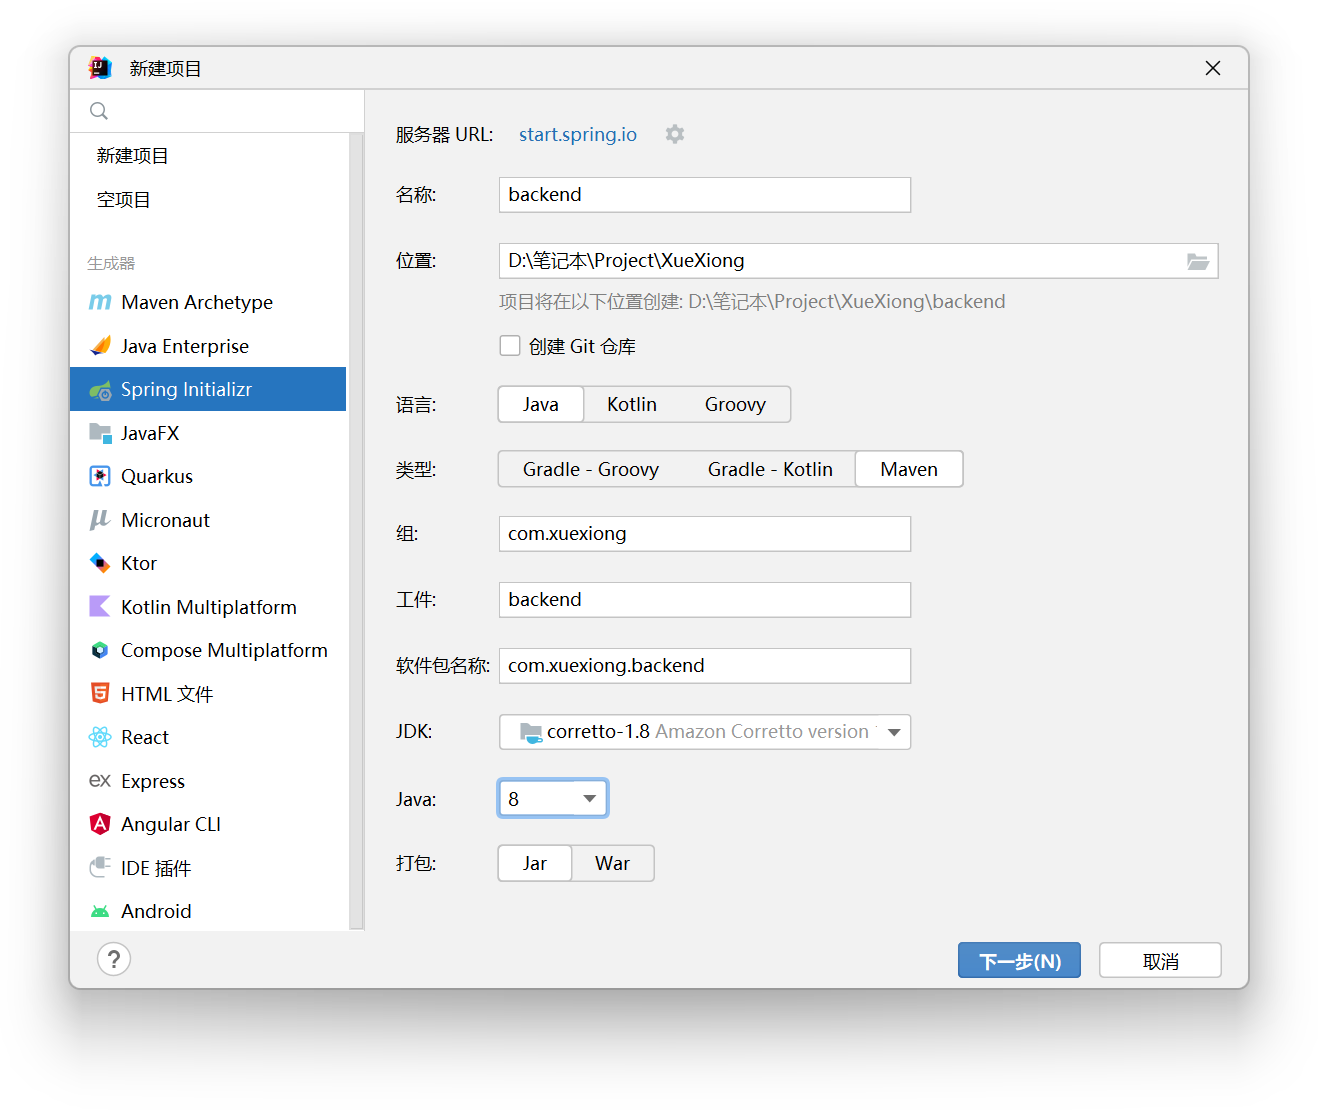 新建项目
新建项目
空项目
生成器
Maven Archetype
Java Enterprise
Spring Initializr
JavaFX
Quarkus
Micronaut
Ktor
Kotlin Multiplatform
Compose Multiplatform
HTML 文件
React
Express
Angular CLI
IDE 插件
Android
服务器 URL: start.spring.io
名称: backend
位置: D:\笔记本\Project\XueXiong
项目将在以下位置创建: D:\笔记本\Project\XueXiong\backend
创建 Git 仓库
语言: Java Kotlin Groovy
类型: Gradle - Groovy Gradle - Kotlin Maven
组: com.xuexiong
工件: backend
软件包名称: com.xuexiong.backend
JDK: corretto-1.8 Amazon Corretto version
Java: 8
打包: Jar War
? 下一步(N) 取消